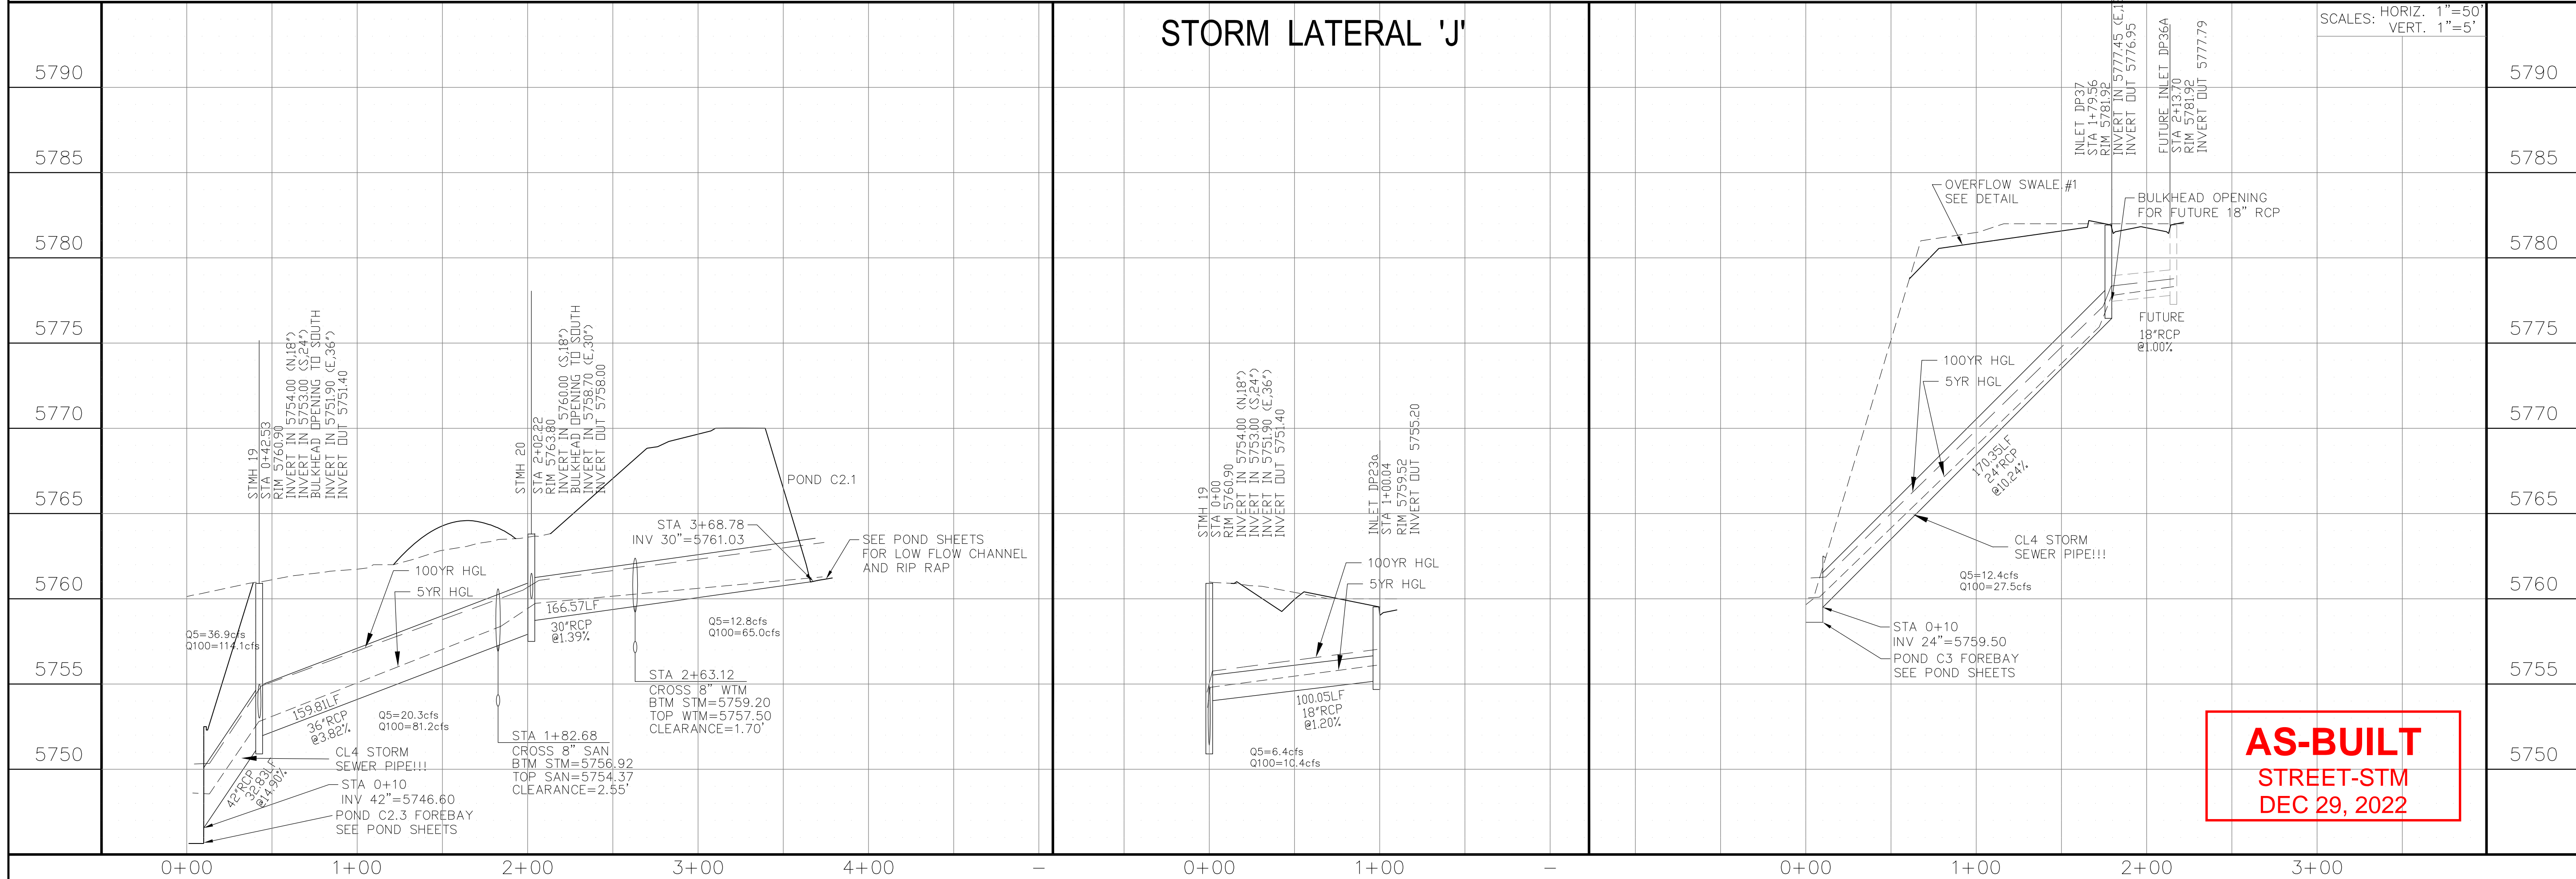 STORM LATERAL 'J'
SCALES: HORIZ. 1"=50'
VERT. 1"=5'
5790
5785
5780
5775
5770
5765
5760
5755
5750
STMH 19
STA 0+42.53
RIM 5760.90
INVERT IN 5754.00 (N,18")
INVERT IN 5753.00 (S,24")
BULKHEAD OPENING TO SOUTH
INVERT IN 5751.90 (E,36")
INVERT OUT 5751.40
STMH 20
STA 2+02.22
RIM 5763.80
INVERT IN 5760.00 (S,18")
BULKHEAD OPENING TO SOUTH
INVERT IN 5758.70 (E,30")
INVERT OUT 5758.00
POND C2.1
STA 3+68.78
INV 30"=5761.03
SEE POND SHEETS
FOR LOW FLOW CHANNEL
AND RIP RAP
100YR HGL
5YR HGL
Q5=36.9cfs
Q100=114.1cfs
166.57LF
30"RCP
@1.39%
Q5=12.8cfs
Q100=65.0cfs
159.81LF
36"RCP
@3.82%
Q5=20.3cfs
Q100=81.2cfs
STA 2+63.12
CROSS 8" WTM
BTM STM=5759.20
TOP WTM=5757.50
CLEARANCE=1.70'
STA 1+82.68
CROSS 8" SAN
BTM STM=5756.92
TOP SAN=5754.37
CLEARANCE=2.55'
CL4 STORM
SEWER PIPE!!!
42"RCP
32.83LF
@14.90%
STA 0+10
INV 42"=5746.60
POND C2.3 FOREBAY
SEE POND SHEETS
0+00
1+00
2+00
3+00
4+00
-
STMH 19
STA 0+00
RIM 5760.90
INVERT IN 5754.00 (N,18")
INVERT IN 5753.00 (S,24")
INVERT IN 5751.90 (E,36")
INVERT OUT 5751.40
INLET DP23a
STA 1+00.04
RIM 5759.52
INVERT OUT 5755.20
100YR HGL
5YR HGL
100.05LF
18"RCP
@1.20%
Q5=6.4cfs
Q100=10.4cfs
0+00
1+00
-
INLET DP37
STA 1+79.56
RIM 5781.92
INVERT IN 5777.45 (E,1
INVERT OUT 5776.95
FUTURE INLET DP36A
STA 2+13.70
RIM 5781.92
INVERT OUT 5777.79
OVERFLOW SWALE #1
SEE DETAIL
BULKHEAD OPENING
FOR FUTURE 18" RCP
FUTURE
18"RCP
@1.00%
100YR HGL
5YR HGL
170.35LF
24"RCP
@10.24%
CL4 STORM
SEWER PIPE!!!
Q5=12.4cfs
Q100=27.5cfs
STA 0+10
INV 24"=5759.50
POND C3 FOREBAY
SEE POND SHEETS
0+00
1+00
2+00
3+00
5790
5785
5780
5775
5770
5765
5760
5755
5750
AS-BUILT
STREET-STM
DEC 29, 2022